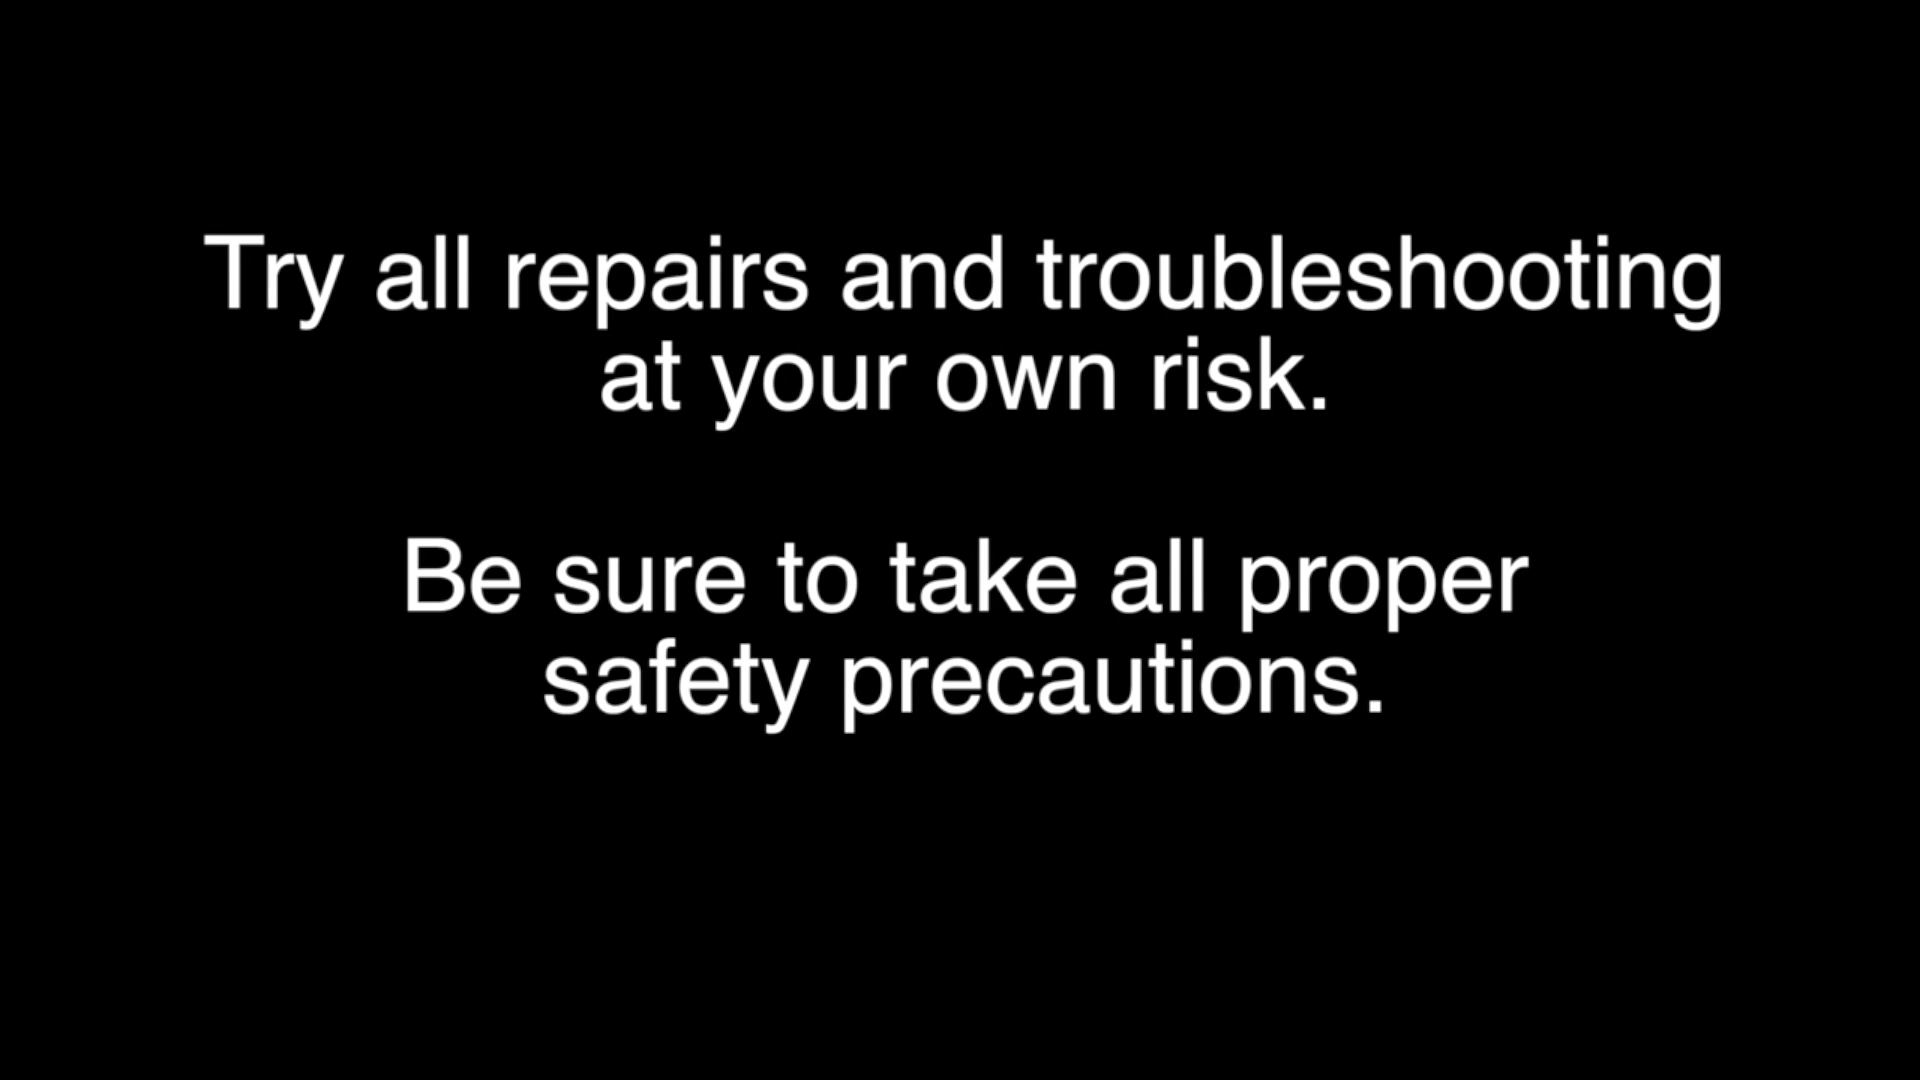 Try all repairs and troubleshooting
at your own risk.
Be sure to take all proper
safety precautions.